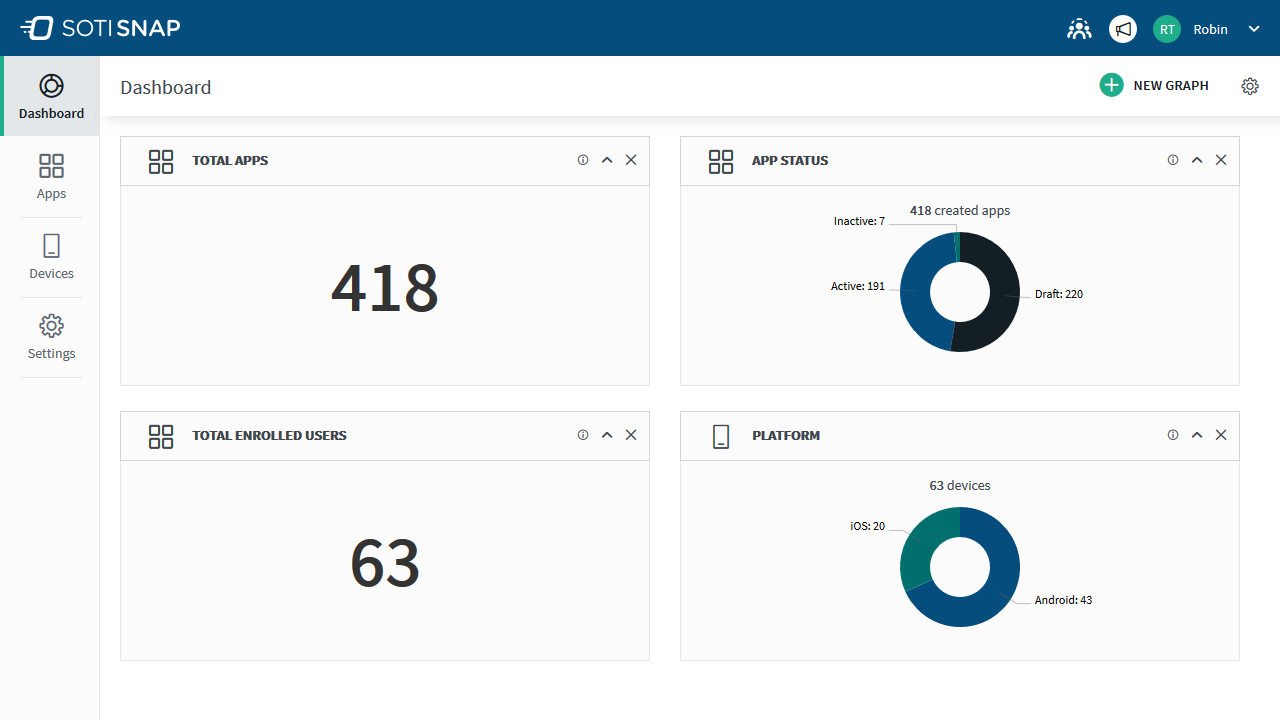 SOTI SNAP
RT
Robin
Dashboard
Apps
Devices
Settings
Dashboard
NEW GRAPH
TOTAL APPS
418
APP STATUS
418 created apps
Inactive: 7
Active: 191
Draft: 220
TOTAL ENROLLED USERS
63
PLATFORM
63 devices
iOS: 20
Android: 43